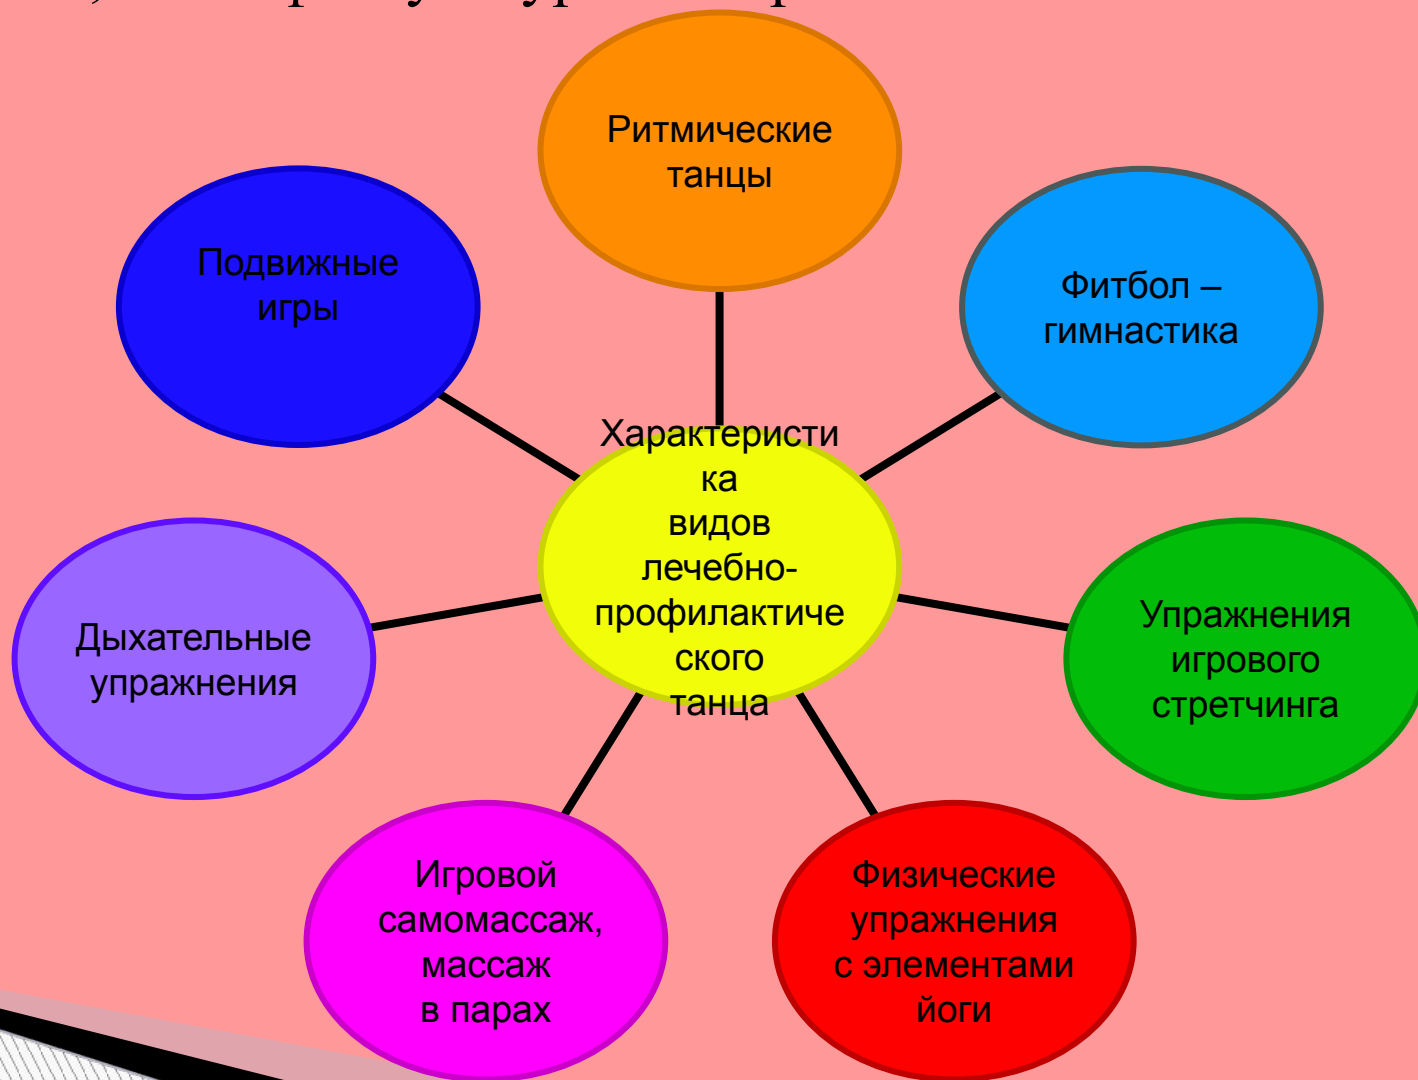 Ритмические
танцы
Подвижные
игры
Фитбол –
гимнастика
Характеристи
ка
видов
лечебно-
профилактиче
ского
танца
Дыхательные
упражнения
Упражнения
игрового
стретчинга
Игровой
самомассаж,
массаж
в парах
Физические
упражнения
с элементами
йоги